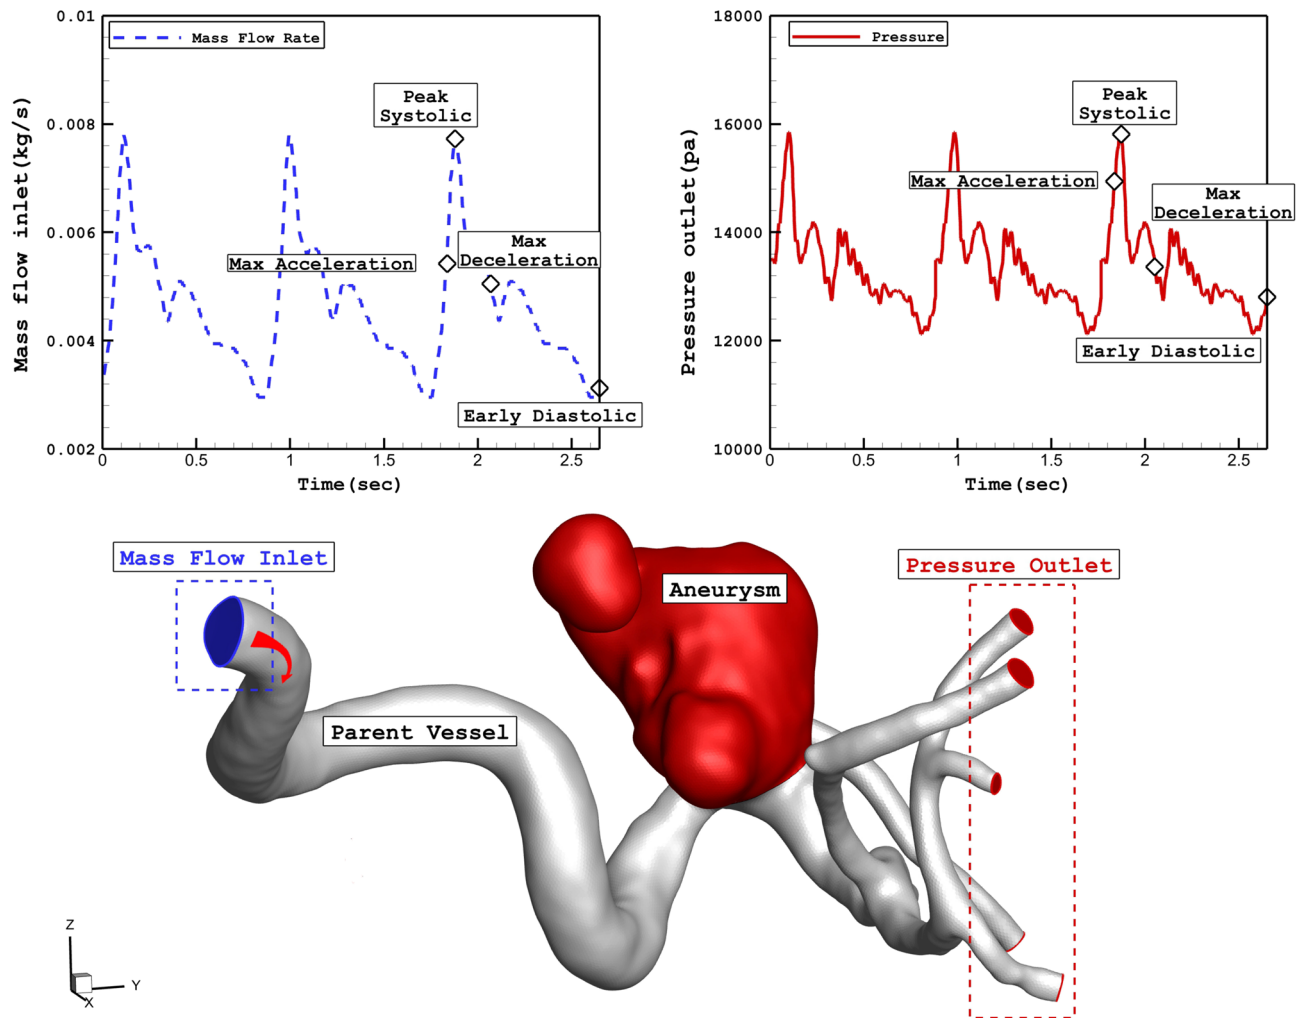 0.01
0.008
0.006
0.004
0.002
Mass flow inlet(kg/s)
Mass Flow Rate
Peak
Systolic
Max Acceleration
Max
Deceleration
Early Diastolic
0
0.5
1
1.5
2
2.5
Time(sec)
18000
16000
14000
12000
10000
Pressure outlet(pa)
Pressure
Peak
Systolic
Max Acceleration
Max
Deceleration
Early Diastolic
0
0.5
1
1.5
2
2.5
Time(sec)
Mass Flow Inlet
Aneurysm
Pressure Outlet
Parent Vessel
Z
Y
X